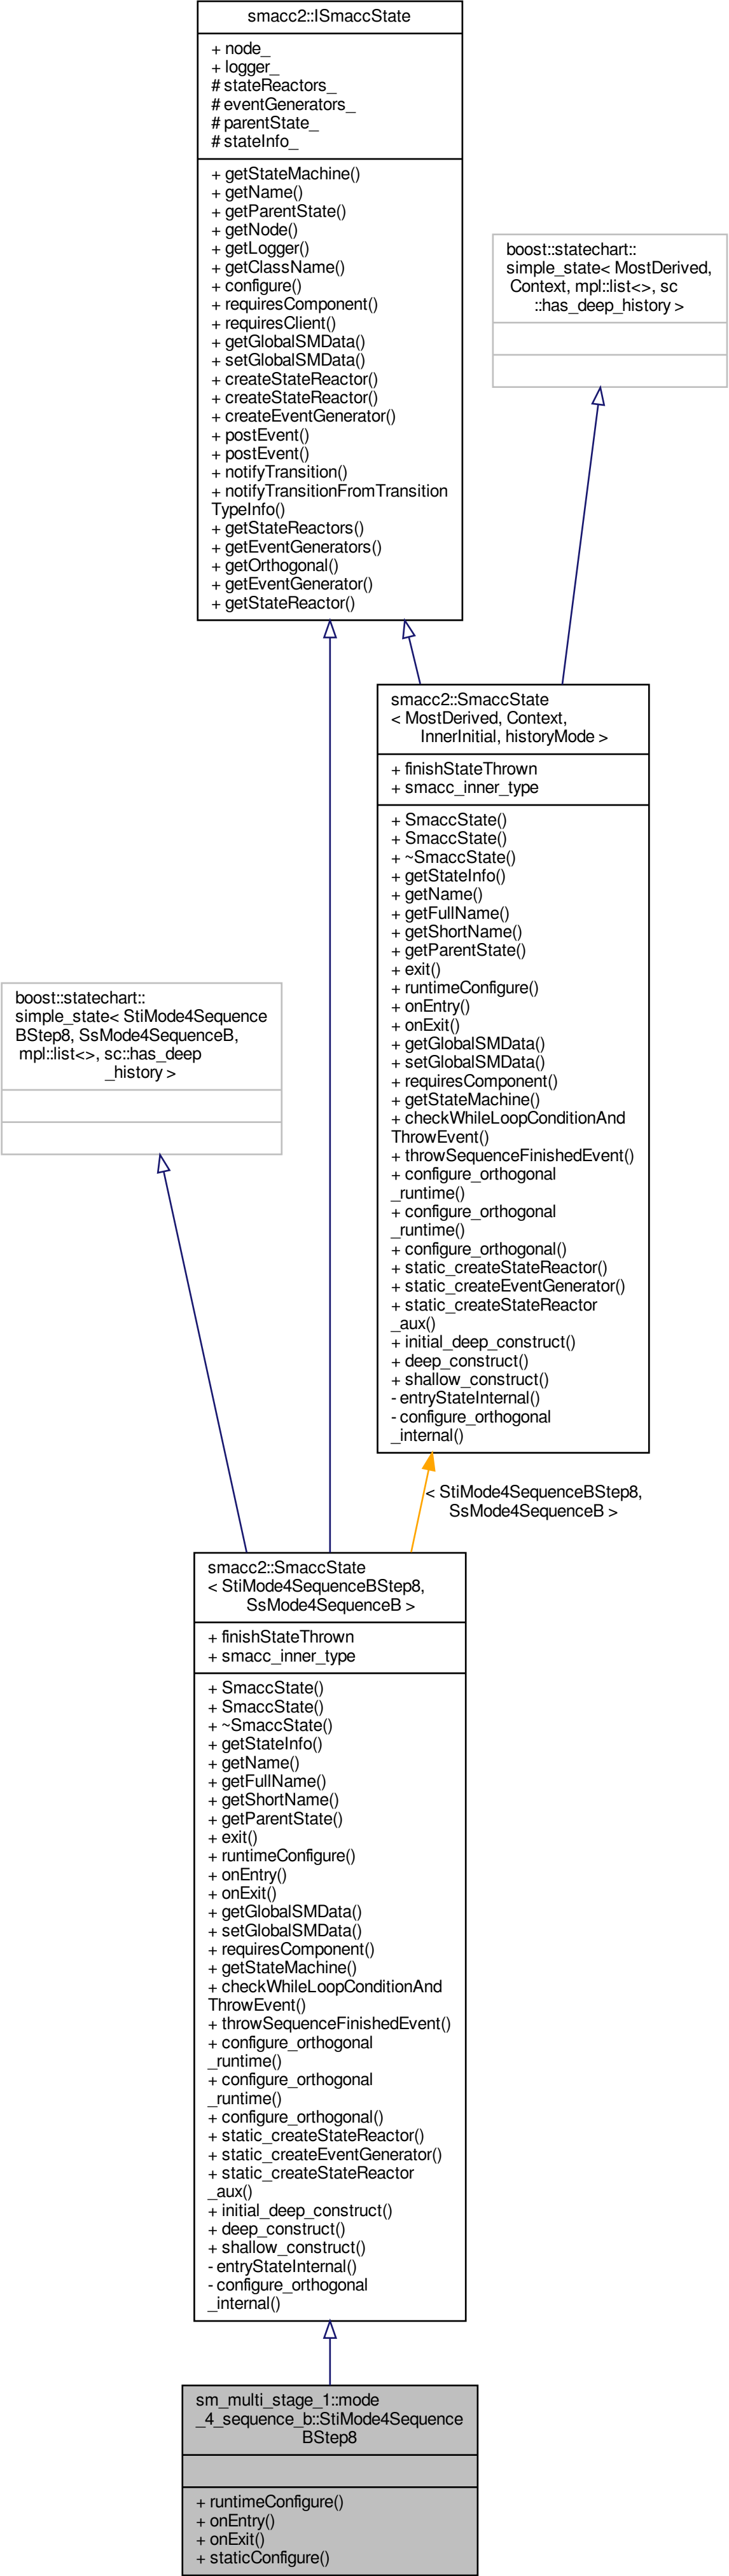 smacc2::ISmaccState
+ node_
+ logger_
# stateReactors_
# eventGenerators_
# parentState_
# stateInfo_
+ getStateMachine()
+ getName()
+ getParentState()
+ getNode()
+ getLogger()
+ getClassName()
+ configure()
+ requiresComponent()
+ requiresClient()
+ getGlobalSMData()
+ setGlobalSMData()
+ createStateReactor()
+ createStateReactor()
+ createEventGenerator()
+ postEvent()
+ postEvent()
+ notifyTransition()
+ notifyTransitionFromTransition
TypeInfo()
+ getStateReactors()
+ getEventGenerators()
+ getOrthogonal()
+ getEventGenerator()
+ getStateReactor()
boost::statechart::
simple_state< MostDerived,
Context, mpl::list<>, sc
::has_deep_history >
smacc2::SmaccState
< MostDerived, Context,
InnerInitial, historyMode >
+ finishStateThrown
+ smacc_inner_type
+ SmaccState()
+ SmaccState()
+ ~SmaccState()
+ getStateInfo()
+ getName()
+ getFullName()
+ getShortName()
+ getParentState()
+ exit()
+ runtimeConfigure()
+ onEntry()
+ onExit()
+ getGlobalSMData()
+ setGlobalSMData()
+ requiresComponent()
+ getStateMachine()
+ checkWhileLoopConditionAnd
ThrowEvent()
+ throwSequenceFinishedEvent()
+ configure_orthogonal
_runtime()
+ configure_orthogonal
_runtime()
+ configure_orthogonal()
+ static_createStateReactor()
+ static_createEventGenerator()
+ static_createStateReactor
_aux()
+ initial_deep_construct()
+ deep_construct()
+ shallow_construct()
- entryStateInternal()
- configure_orthogonal
_internal()
boost::statechart::
simple_state< StiMode4Sequence
BStep8, SsMode4SequenceB,
mpl::list<>, sc::has_deep
_history >
< StiMode4SequenceBStep8,
SsMode4SequenceB >
smacc2::SmaccState
< StiMode4SequenceBStep8,
SsMode4SequenceB >
+ finishStateThrown
+ smacc_inner_type
+ SmaccState()
+ SmaccState()
+ ~SmaccState()
+ getStateInfo()
+ getName()
+ getFullName()
+ getShortName()
+ getParentState()
+ exit()
+ runtimeConfigure()
+ onEntry()
+ onExit()
+ getGlobalSMData()
+ setGlobalSMData()
+ requiresComponent()
+ getStateMachine()
+ checkWhileLoopConditionAnd
ThrowEvent()
+ throwSequenceFinishedEvent()
+ configure_orthogonal
_runtime()
+ configure_orthogonal
_runtime()
+ configure_orthogonal()
+ static_createStateReactor()
+ static_createEventGenerator()
+ static_createStateReactor
_aux()
+ initial_deep_construct()
+ deep_construct()
+ shallow_construct()
- entryStateInternal()
- configure_orthogonal
_internal()
sm_multi_stage_1::mode
_4_sequence_b::StiMode4Sequence
BStep8
+ runtimeConfigure()
+ onEntry()
+ onExit()
+ staticConfigure()